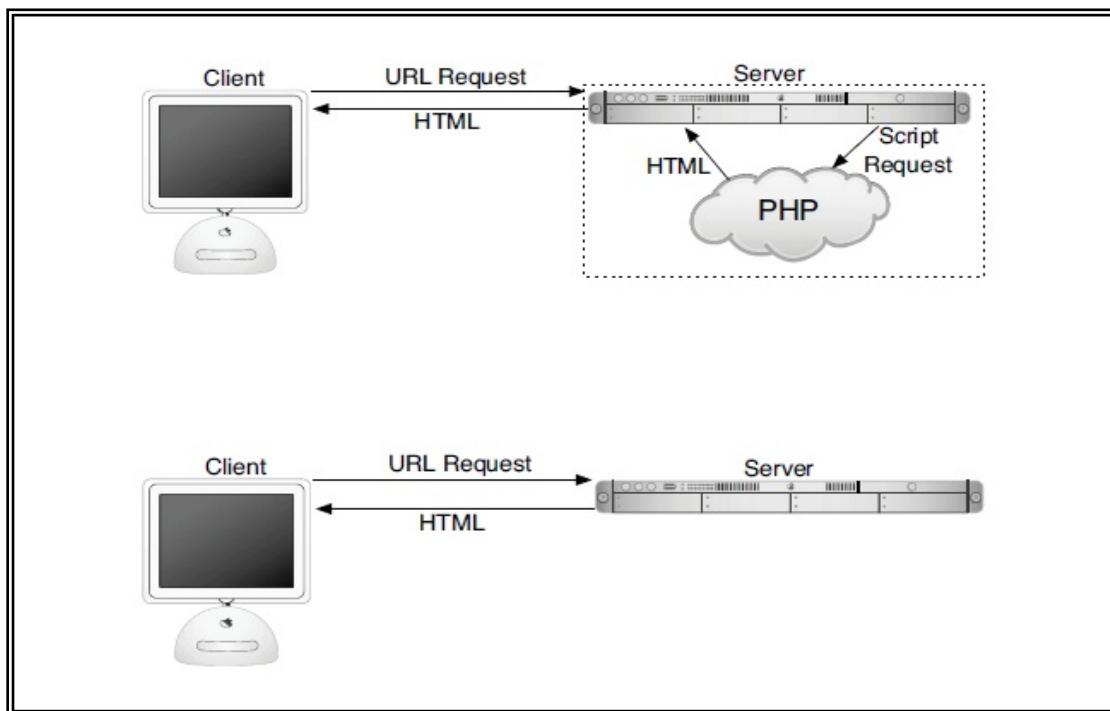 Client
URL Request
Server
HTML
Script
Request
HTML
PHP
Client
URL Request
Server
HTML